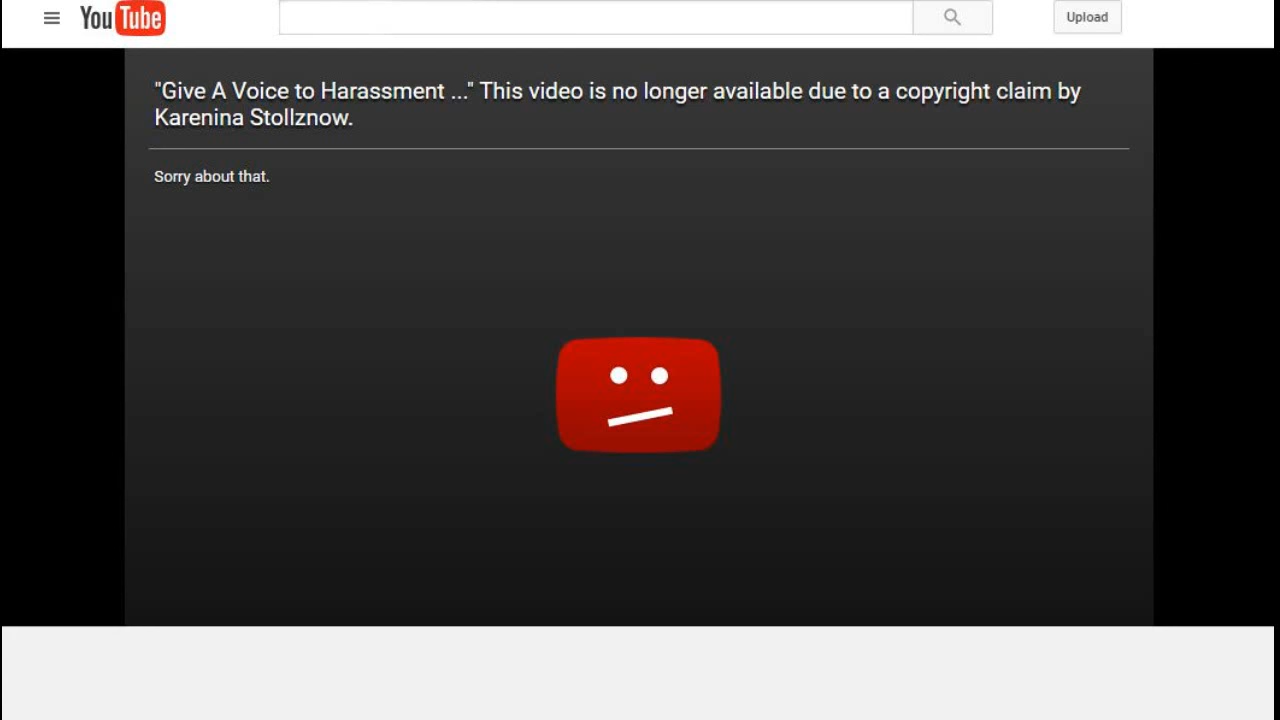 YouTube
Upload
"Give A Voice to Harassment ..." This video is no longer available due to a copyright claim by
Karenina Stollznow.
Sorry about that.